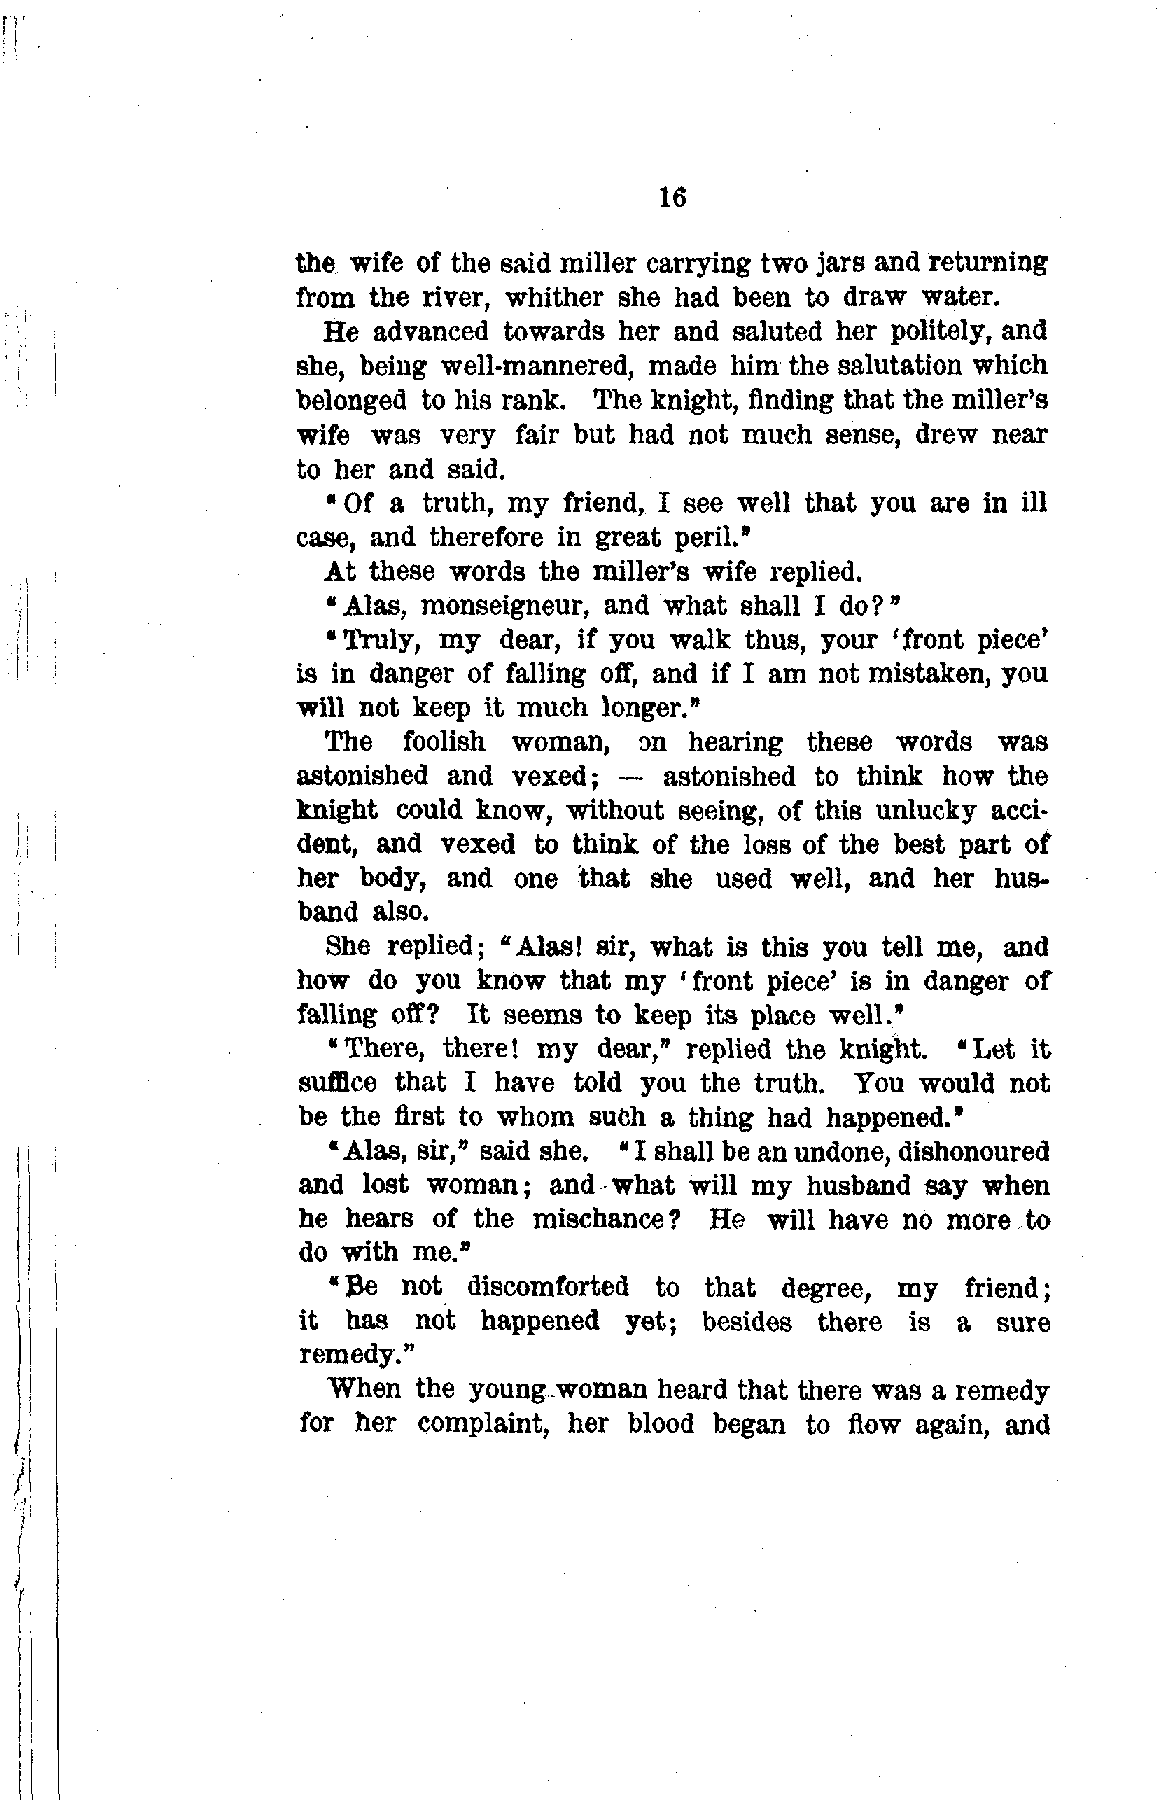 16
the wife of the said miller carrying two jars and returning
from the river, whither she had been to draw water.
He advanced towards her and saluted her politely, and
she, being well-mannered, made him the salutation which
belonged to his rank. The knight, finding that the miller's
wife was very fair but had not much sense, drew near
to her and said.
"Of a truth, my friend, I see well that you are in ill
case, and therefore in great peril."
At these words the miller's wife replied.
"Alas, monseigneur, and what shall I do?"
"Truly, my dear, if you walk thus, your 'front piece'
is in danger of falling off, and if I am not mistaken, you
will not keep it much longer."
The foolish woman, on hearing these words was
astonished and vexed; — astonished to think how the
knight could know, without seeing, of this unlucky acci-
dent, and vexed to think of the loss of the best part of
her body, and one that she used well, and her hus-
band also.
She replied; "Alas! sir, what is this you tell me, and
how do you know that my 'front piece' is in danger of
falling off? It seems to keep its place well."
"There, there! my dear," replied the knight. "Let it
suffice that I have told you the truth. You would not
be the first to whom such a thing had happened."
"Alas, sir," said she. "I shall be an undone, dishonoured
and lost woman; and what will my husband say when
he hears of the mischance? He will have no more to
do with me."
"Be not discomforted to that degree, my friend;
it has not happened yet; besides there is a sure
remedy."
When the young woman heard that there was a remedy
for her complaint, her blood began to flow again, and